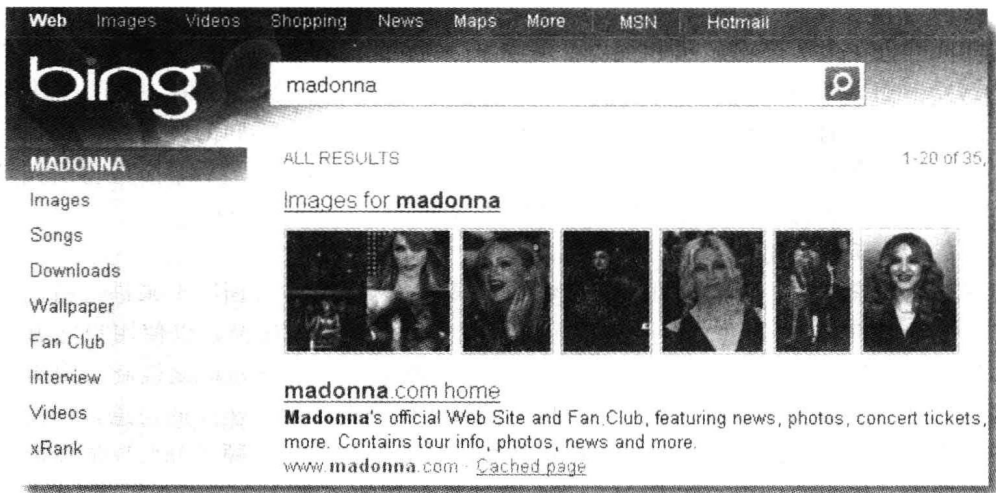 Web Images Videos Shopping News Maps More MSN Hotmail
bing
madonna
MADONNA
Images
Songs
Downloads
Wallpaper
Fan Club
Interview
Videos
xRank
ALL RESULTS 1-20 of 35,
Images for madonna
madonna.com home
Madonna's official Web Site and Fan Club, featuring news, photos, concert tickets,
more. Contains tour info, photos, news and more.
www.madonna.com · Cached page